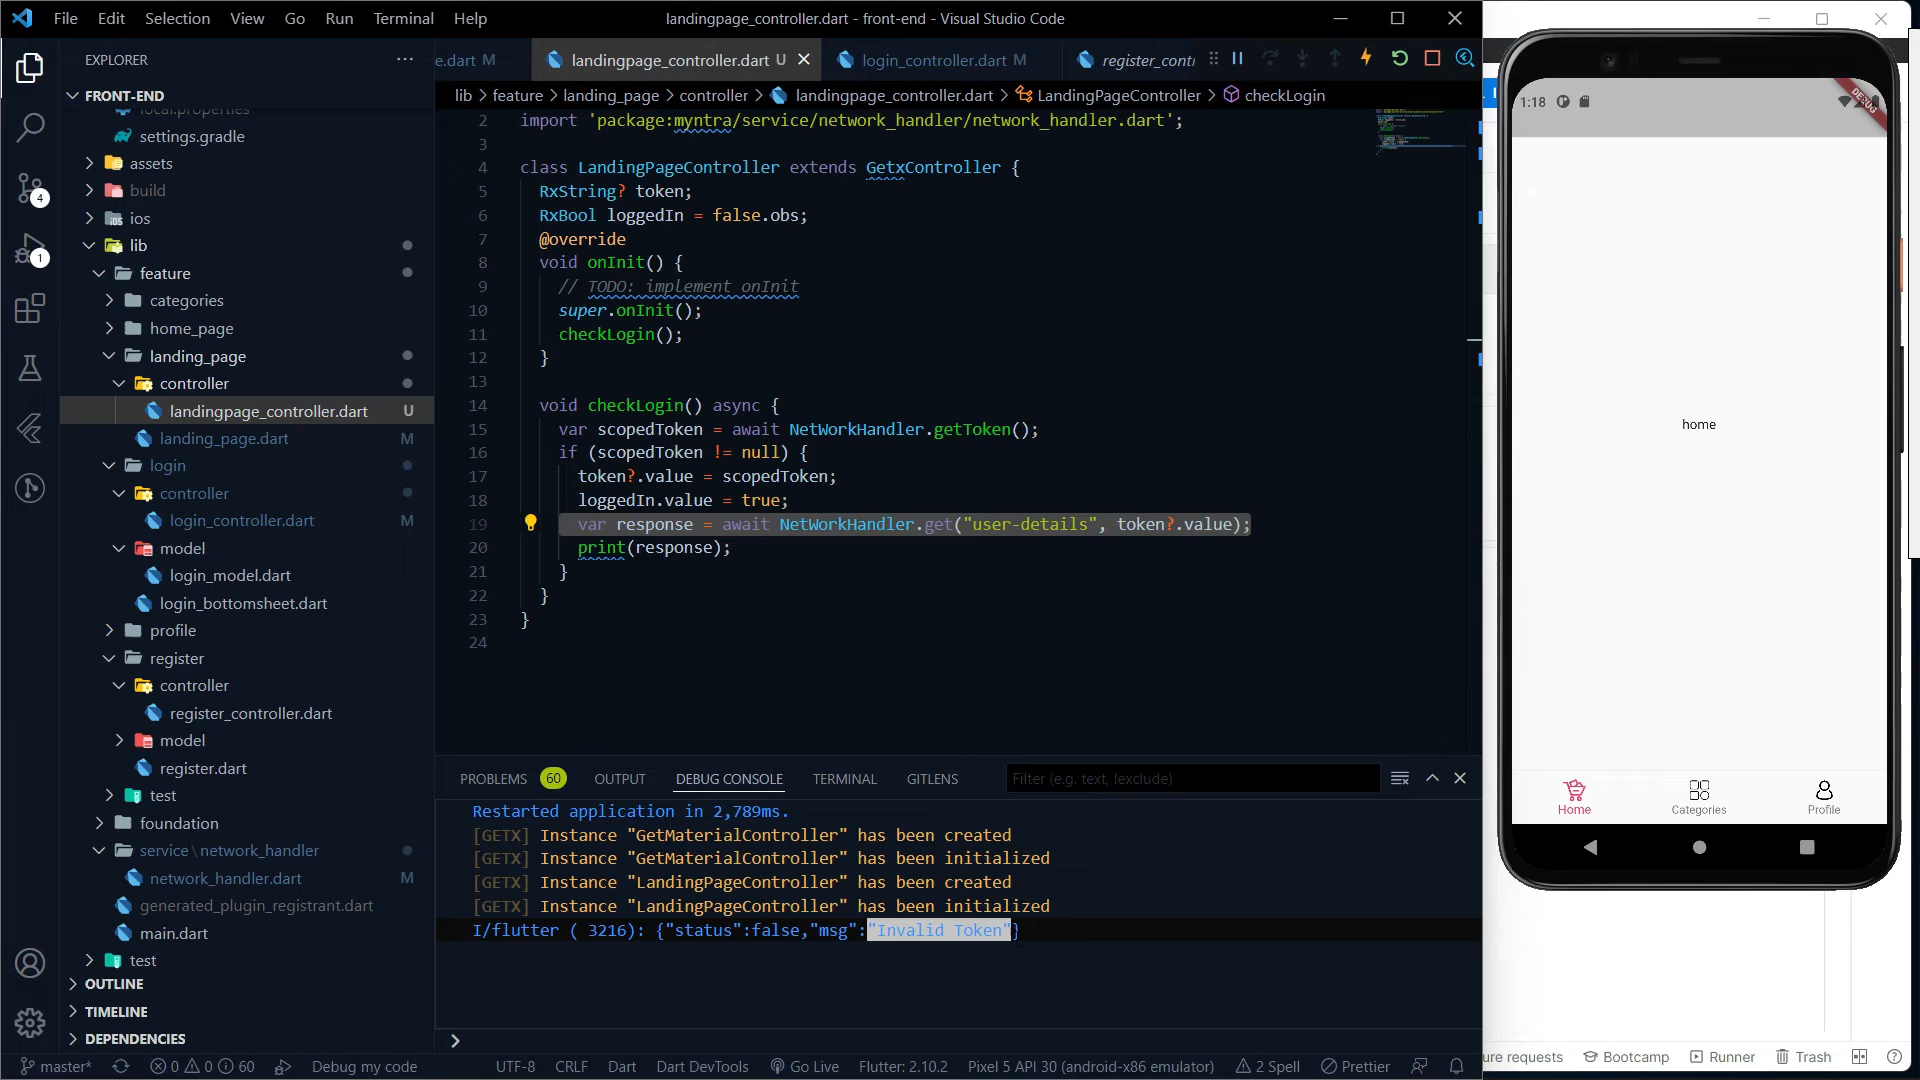 File Edit Selection View Go Run Terminal Help
landingpage_controller.dart - front-end - Visual Studio Code
EXPLORER
e.dart M
landingpage_controller.dart U
login_controller.dart M
register_contr
FRONT-END
lib > feature > landing_page > controller > landingpage_controller.dart > LandingPageController > checkLogin
local.properties
settings.gradle
assets
build
ios
lib
feature
categories
home_page
landing_page
controller
landingpage_controller.dart U
landing_page.dart M
login
controller
login_controller.dart M
model
login_model.dart
login_bottomsheet.dart
profile
register
controller
register_controller.dart
model
register.dart
test
foundation
service\network_handler
network_handler.dart M
generated_plugin_registrant.dart
main.dart
test
OUTLINE
TIMELINE
DEPENDENCIES
4
1
2 import 'package:myntra/service/network_handler/network_handler.dart';
3
4 class LandingPageController extends GetxController {
5 RxString? token;
6 RxBool loggedIn = false.obs;
7 @override
8 void onInit() {
9 // TODO: implement onInit
10 super.onInit();
11 checkLogin();
12 }
13
14 void checkLogin() async {
15 var scopedToken = await NetWorkHandler.getToken();
16 if (scopedToken != null) {
17 token?.value = scopedToken;
18 loggedIn.value = true;
19 var response = await NetWorkHandler.get("user-details", token?.value);
20 print(response);
21 }
22 }
23 }
24
PROBLEMS 60 OUTPUT DEBUG CONSOLE TERMINAL GITLENS
Filter (e.g. text, !exclude)
Restarted application in 2,789ms.
[GETX] Instance "GetMaterialController" has been created
[GETX] Instance "GetMaterialController" has been initialized
[GETX] Instance "LandingPageController" has been created
[GETX] Instance "LandingPageController" has been initialized
I/flutter ( 3216): {"status":false,"msg":"Invalid Token"}
master* 0 0 60 Debug my code UTF-8 CRLF Dart Dart DevTools Go Live Flutter: 2.10.2 Pixel 5 API 30 (android-x86 emulator) 2 Spell Prettier
1:18
DEBUG
home
Home Categories Profile
ure requests Bootcamp Runner Trash